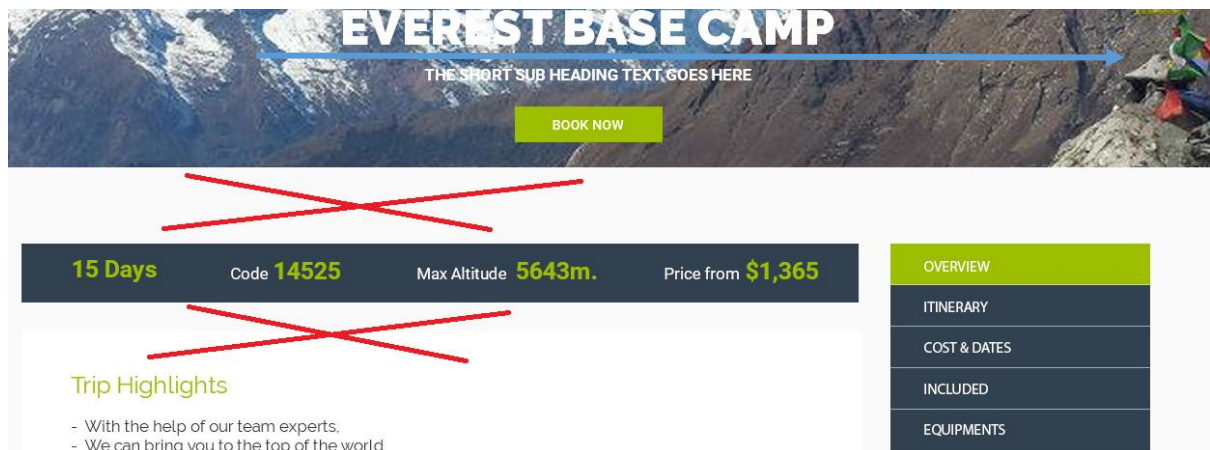 EVEREST BASE CAMP
THE SHORT SUB HEADING TEXT GOES HERE
BOOK NOW
15 Days Code 14525 Max Altitude 5643m. Price from $1,365
OVERVIEW
ITINERARY
COST & DATES
INCLUDED
EQUIPMENTS
Trip Highlights
- With the help of our team experts,
- We can bring you to the top of the world